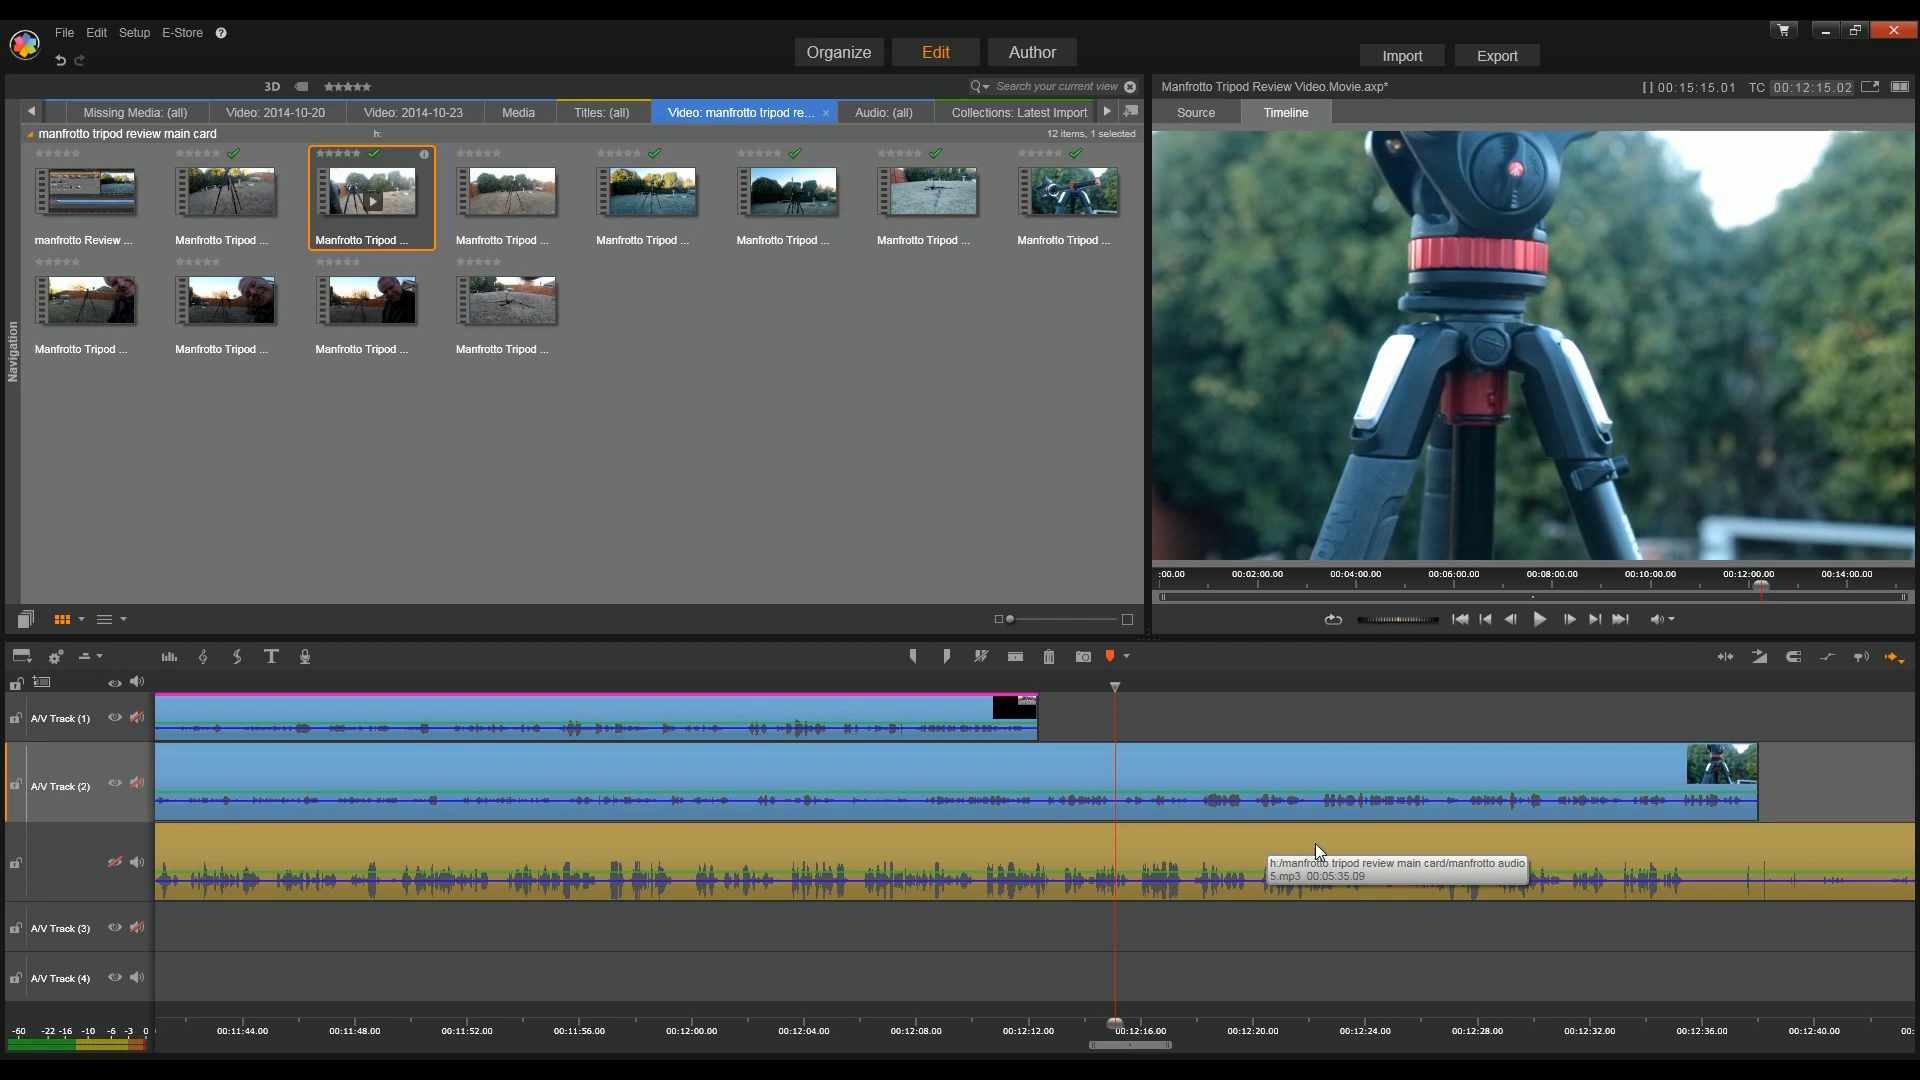 File Edit Setup E-Store ?
Organize Edit Author
Import Export
3D
Search your current view
Manfrotto Tripod Review Video.Movie.axp*
[ ] 00:15:15.01 TC 00:12:15.02
Missing Media: (all) Video: 2014-10-20 Video: 2014-10-23 Media Titles: (all) Video: manfrotto tripod re... × Audio: (all) Collections: Latest Import
Source Timeline
manfrotto tripod review main card h: 12 items, 1 selected
manfrotto Review ... Manfrotto Tripod ... Manfrotto Tripod ... Manfrotto Tripod ... Manfrotto Tripod ... Manfrotto Tripod ... Manfrotto Tripod ... Manfrotto Tripod ...
Manfrotto Tripod ... Manfrotto Tripod ... Manfrotto Tripod ... Manfrotto Tripod ...
Navigation
:00.00 00:02:00.00 00:04:00.00 00:06:00.00 00:08:00.00 00:10:00.00 00:12:00.00 00:14:00.00
A/V Track (1)
A/V Track (2)
h:/manfrotto tripod review main card/manfrotto audio
5.mp3 00:05:35.09
A/V Track (3)
A/V Track (4)
-60 -22 -16 -10 -6 -3 0
00:11:44.00 00:11:48.00 00:11:52.00 00:11:56.00 00:12:00.00 00:12:04.00 00:12:08.00 00:12:12.00 00:12:16.00 00:12:20.00 00:12:24.00 00:12:28.00 00:12:32.00 00:12:36.00 00:12:40.00 00: